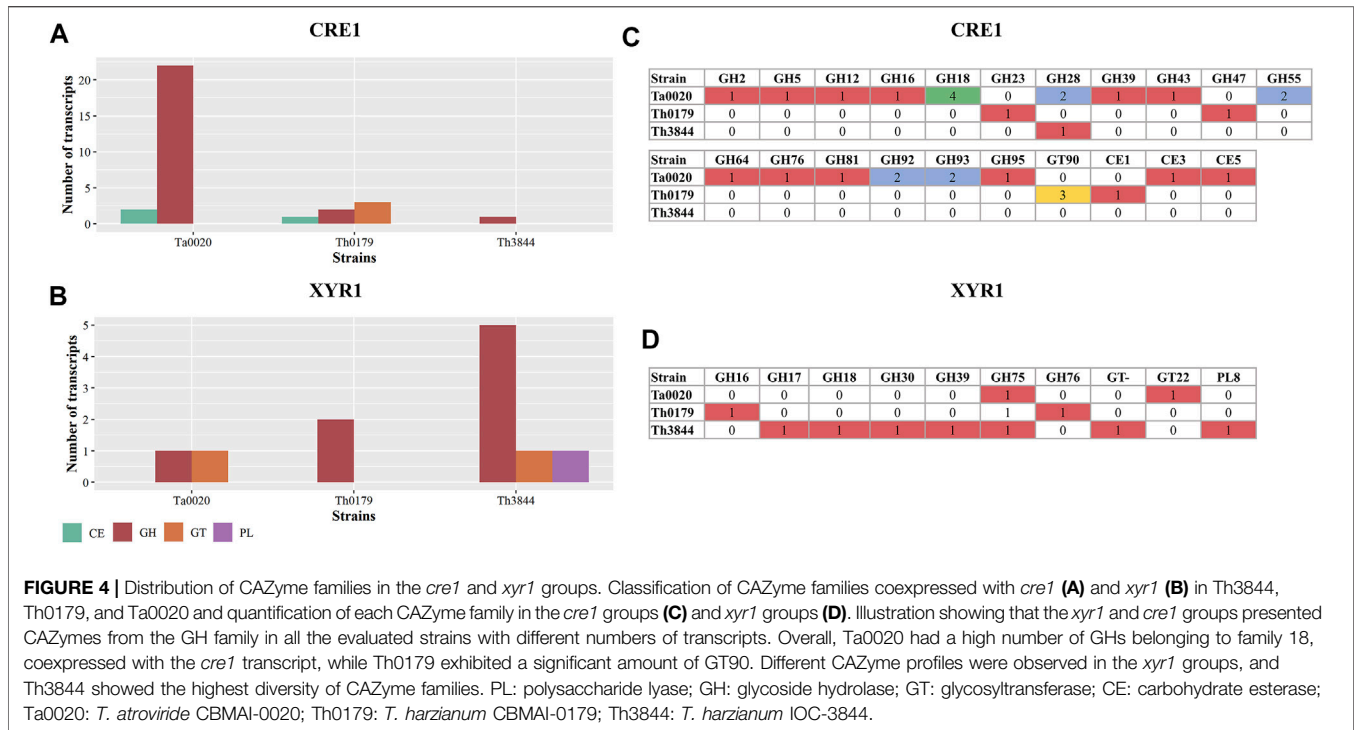 A
CRE1
20
15
10
5
0
Number of transcripts
Ta0020 Th0179 Th3844
Strains
B
XYR1
5
4
3
2
1
0
Number of transcripts
Ta0020 Th0179 Th3844
Strains
CE GH GT PL
C
CRE1
Strain GH2 GH5 GH12 GH16 GH18 GH23 GH28 GH39 GH43 GH47 GH55
Ta0020 1 1 1 1 4 0 2 1 1 0 2
Th0179 0 0 0 0 0 1 0 0 0 1 0
Th3844 0 0 0 0 0 0 1 0 0 0 0
Strain GH64 GH76 GH81 GH92 GH93 GH95 GT90 CE1 CE3 CE5
Ta0020 1 1 1 2 2 1 0 0 1 1
Th0179 0 0 0 0 0 0 3 1 0 0
Th3844 0 0 0 0 0 0 0 0 0 0
XYR1
D
Strain GH16 GH17 GH18 GH30 GH39 GH75 GH76 GT- GT22 PL8
Ta0020 0 0 0 0 0 1 0 0 1 0
Th0179 1 0 0 0 0 1 1 0 0 0
Th3844 0 1 1 1 1 1 0 1 0 1
FIGURE 4 | Distribution of CAZyme families in the cre1 and xyr1 groups. Classification of CAZyme families coexpressed with cre1 (A) and xyr1 (B) in Th3844,
Th0179, and Ta0020 and quantification of each CAZyme family in the cre1 groups (C) and xyr1 groups (D). Illustration showing that the xyr1 and cre1 groups presented
CAZymes from the GH family in all the evaluated strains with different numbers of transcripts. Overall, Ta0020 had a high number of GHs belonging to family 18,
coexpressed with the cre1 transcript, while Th0179 exhibited a significant amount of GT90. Different CAZyme profiles were observed in the xyr1 groups, and
Th3844 showed the highest diversity of CAZyme families. PL: polysaccharide lyase; GH: glycoside hydrolase; GT: glycosyltransferase; CE: carbohydrate esterase;
Ta0020: T. atroviride CBMAI-0020; Th0179: T. harzianum CBMAI-0179; Th3844: T. harzianum IOC-3844.